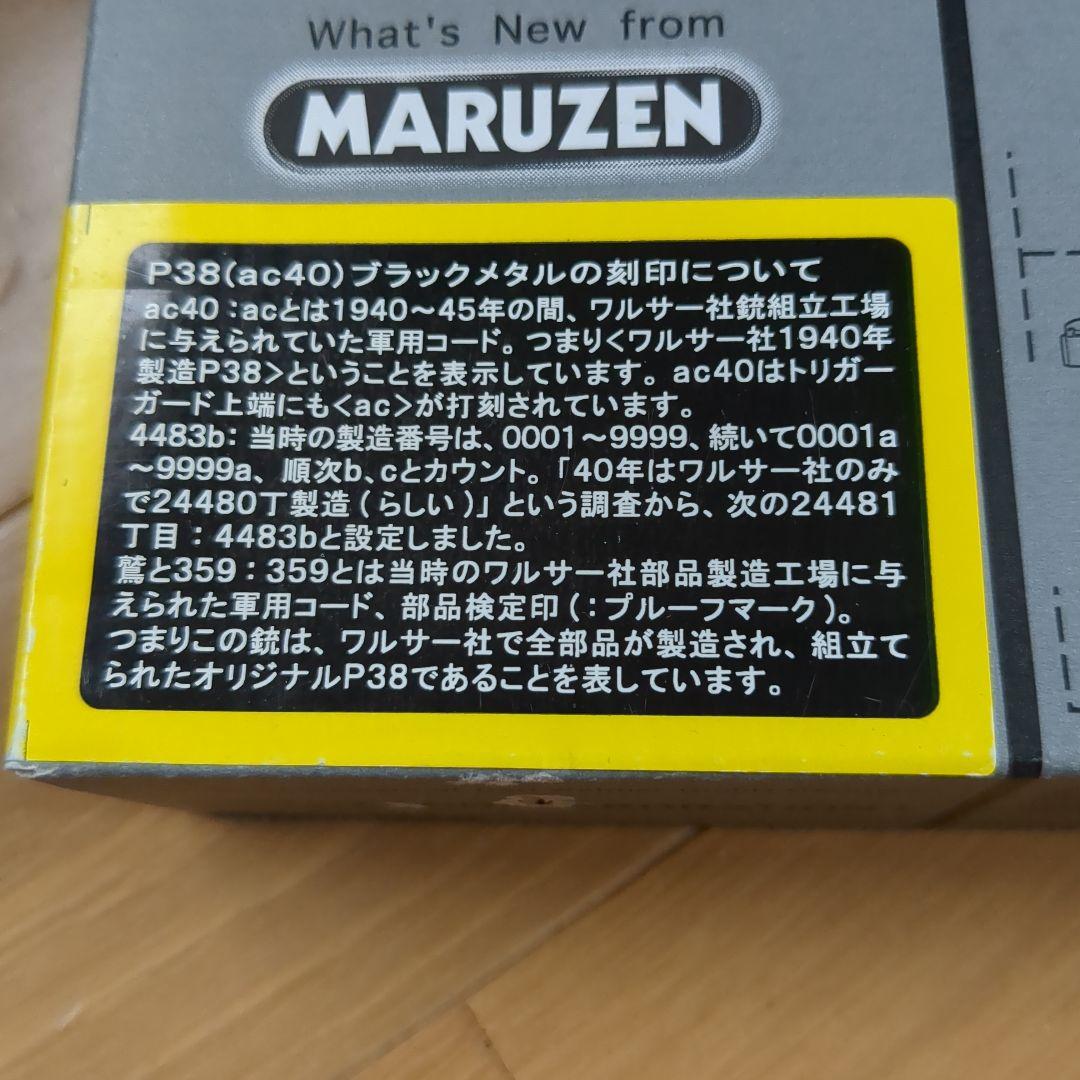 What's New from
MARUZEN
P38(ac40)ブラックメタルの刻印について
ac40：acとは1940～45年の間、ワルサー社銃組立工場
に与えられていた軍用コード。つまり<ワルサー社1940年
製造P38>ということを表示しています。ac40はトリガー
ガード上端にも<ac>が打刻されています。
4483b：当時の製造番号は、0001～9999、続いて0001a
～9999a、順次b、cとカウント。「40年はワルサー社のみ
で24480丁製造(らしい)」という調査から、次の24481
丁目：4483bと設定しました。
鷲と359：359とは当時のワルサー社部品製造工場に与
えられた軍用コード、部品検定印(：プルーフマーク)。
つまりこの銃は、ワルサー社で全部品が製造され、組立て
られたオリジナルP38であることを表しています。